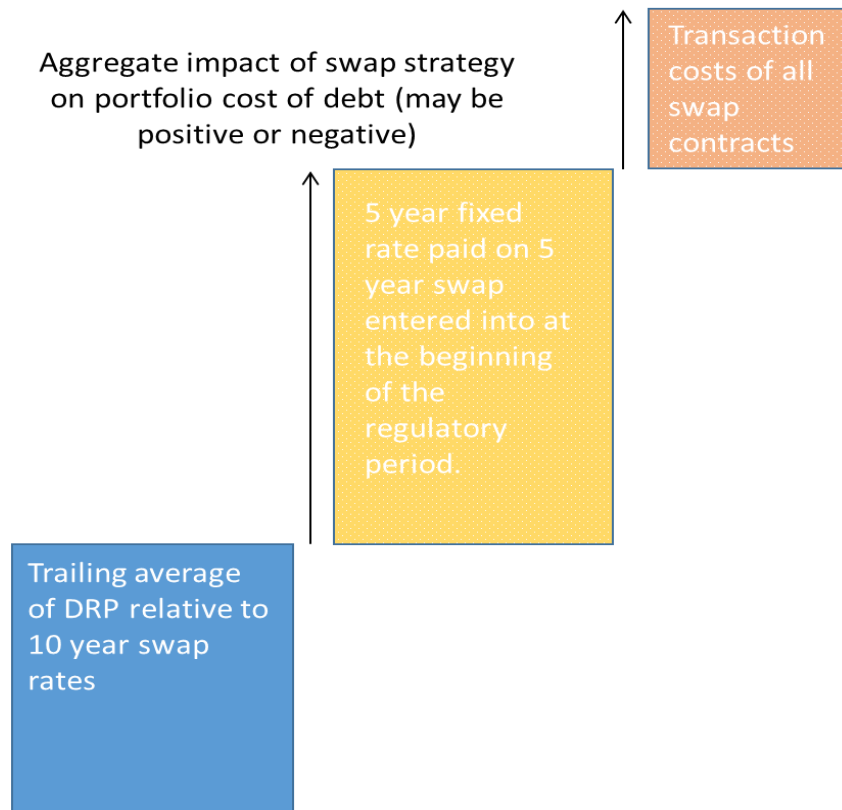 Aggregate impact of swap strategy
on portfolio cost of debt (may be
positive or negative)
Transaction
costs of all
swap
contracts
5 year fixed
rate paid on 5
year swap
entered into at
the beginning
of the
regulatory
period.
Trailing average
of DRP relative to
10 year swap
rates